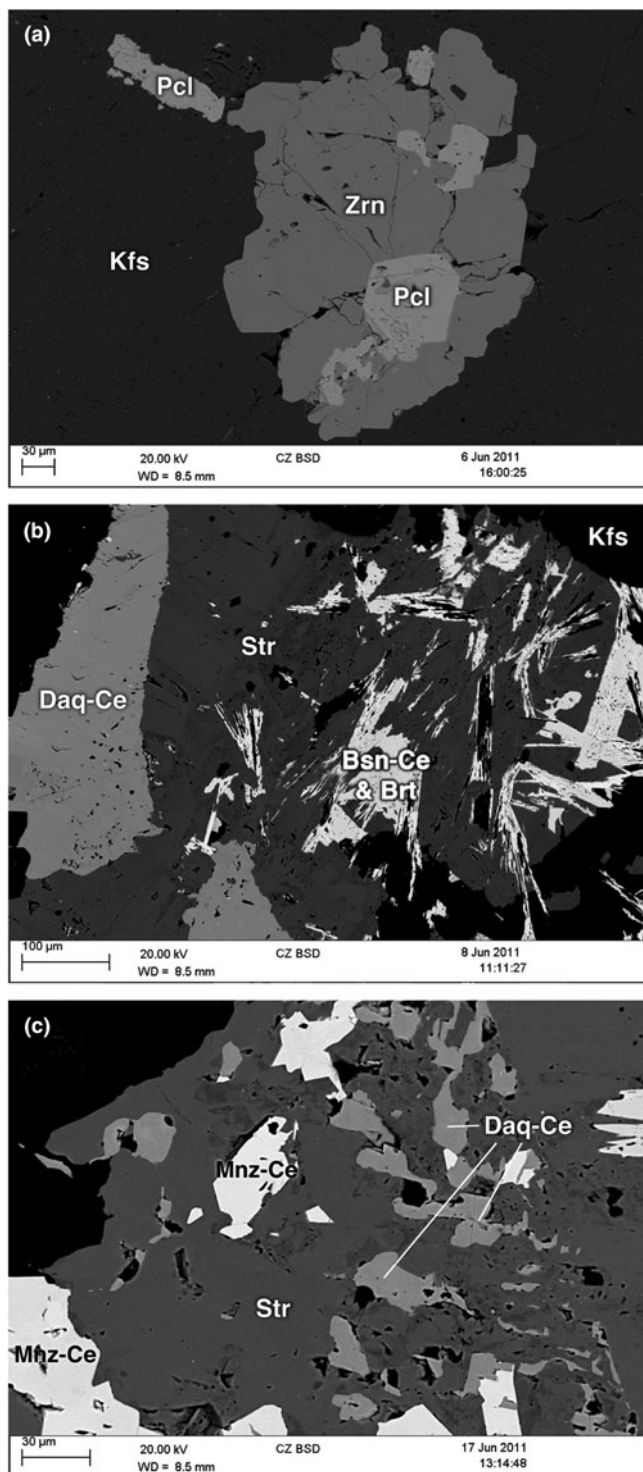 (a)
Pcl
Zrn
Kfs
Pcl
30 µm
20.00 kV
CZ BSD
6 Jun 2011
WD = 8.5 mm
16:00:25
(b)
Kfs
Str
Daq-Ce
Bsn-Ce
& Brt
100 µm
20.00 kV
CZ BSD
8 Jun 2011
WD = 8.5 mm
11:11:27
(c)
Daq-Ce
Mnz-Ce
Str
Mnz-Ce
30 µm
20.00 kV
CZ BSD
17 Jun 2011
WD = 8.5 mm
13:14:48